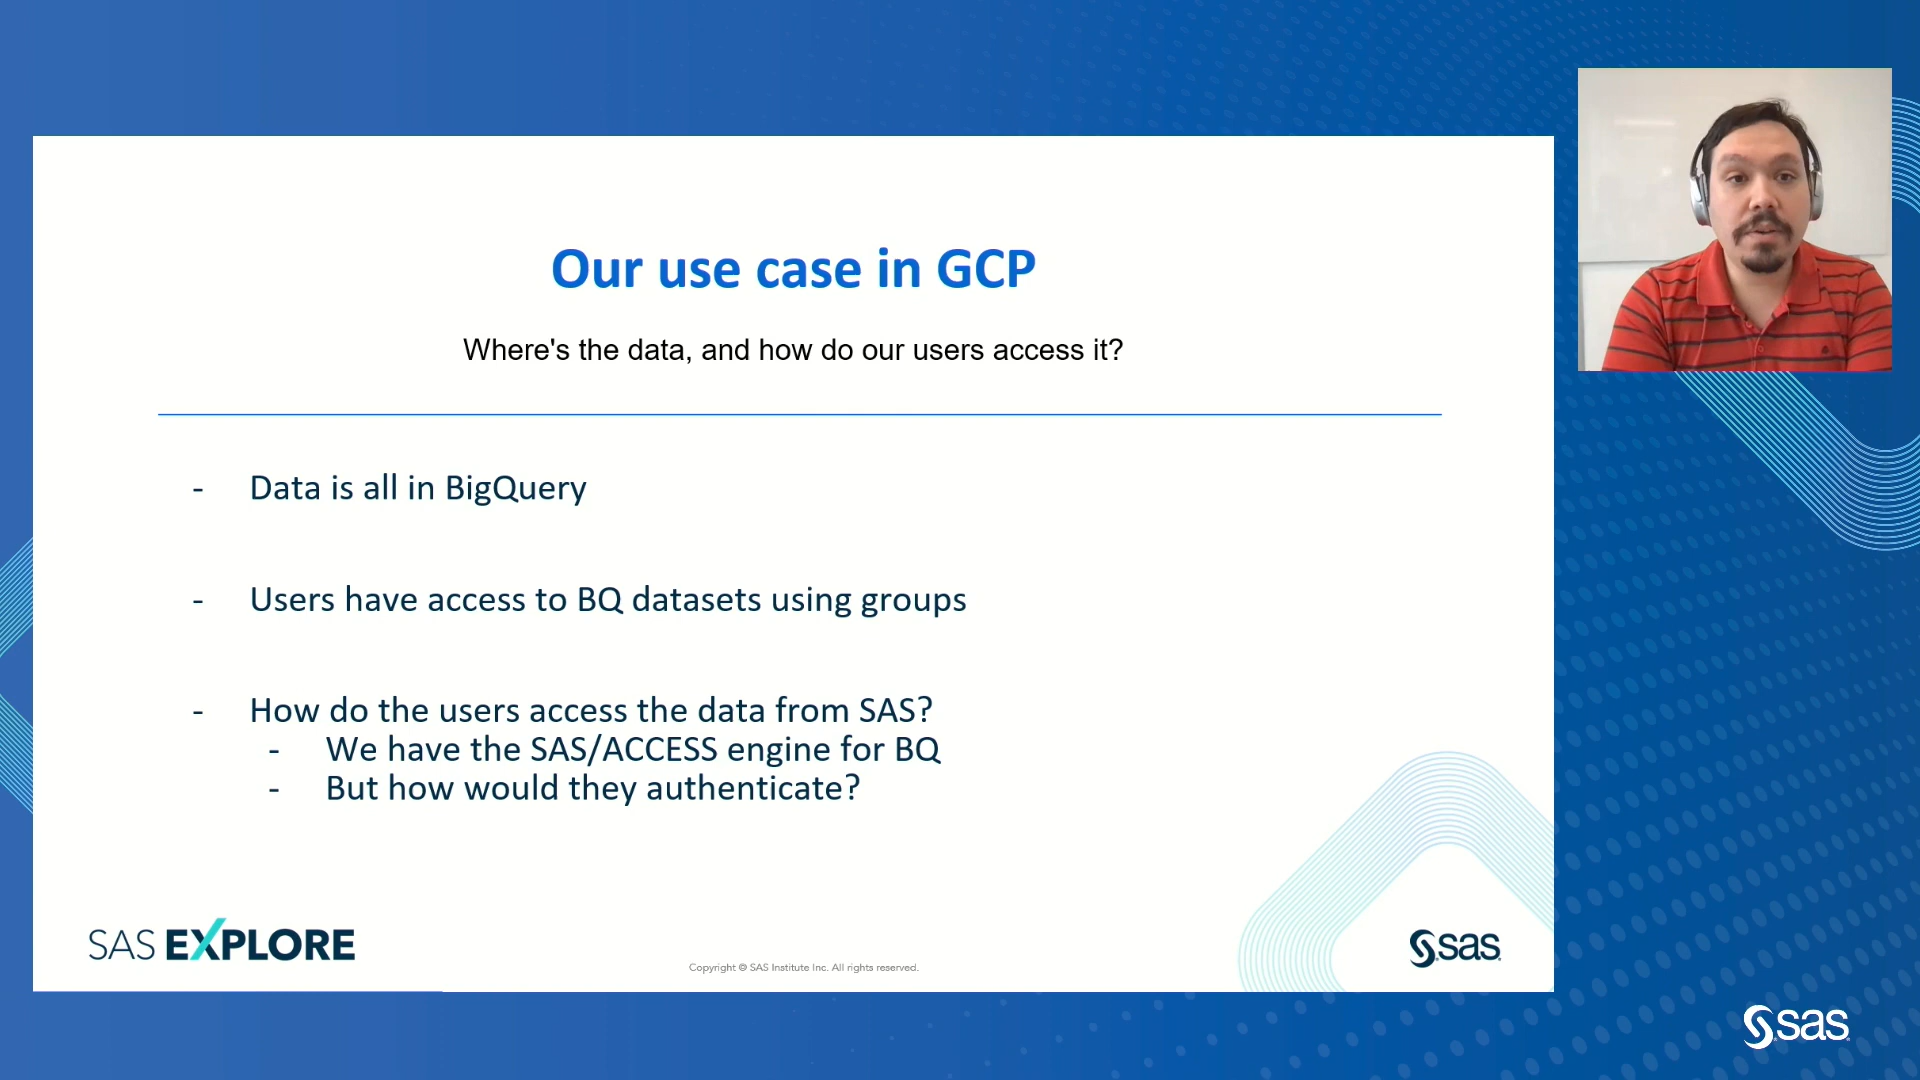 Our use case in GCP
Where's the data, and how do our users access it?
- Data is all in BigQuery
- Users have access to BQ datasets using groups
- How do the users access the data from SAS?
- We have the SAS/ACCESS engine for BQ
- But how would they authenticate?
SAS EXPLORE
Copyright © SAS Institute Inc. All rights reserved.
sas
sas